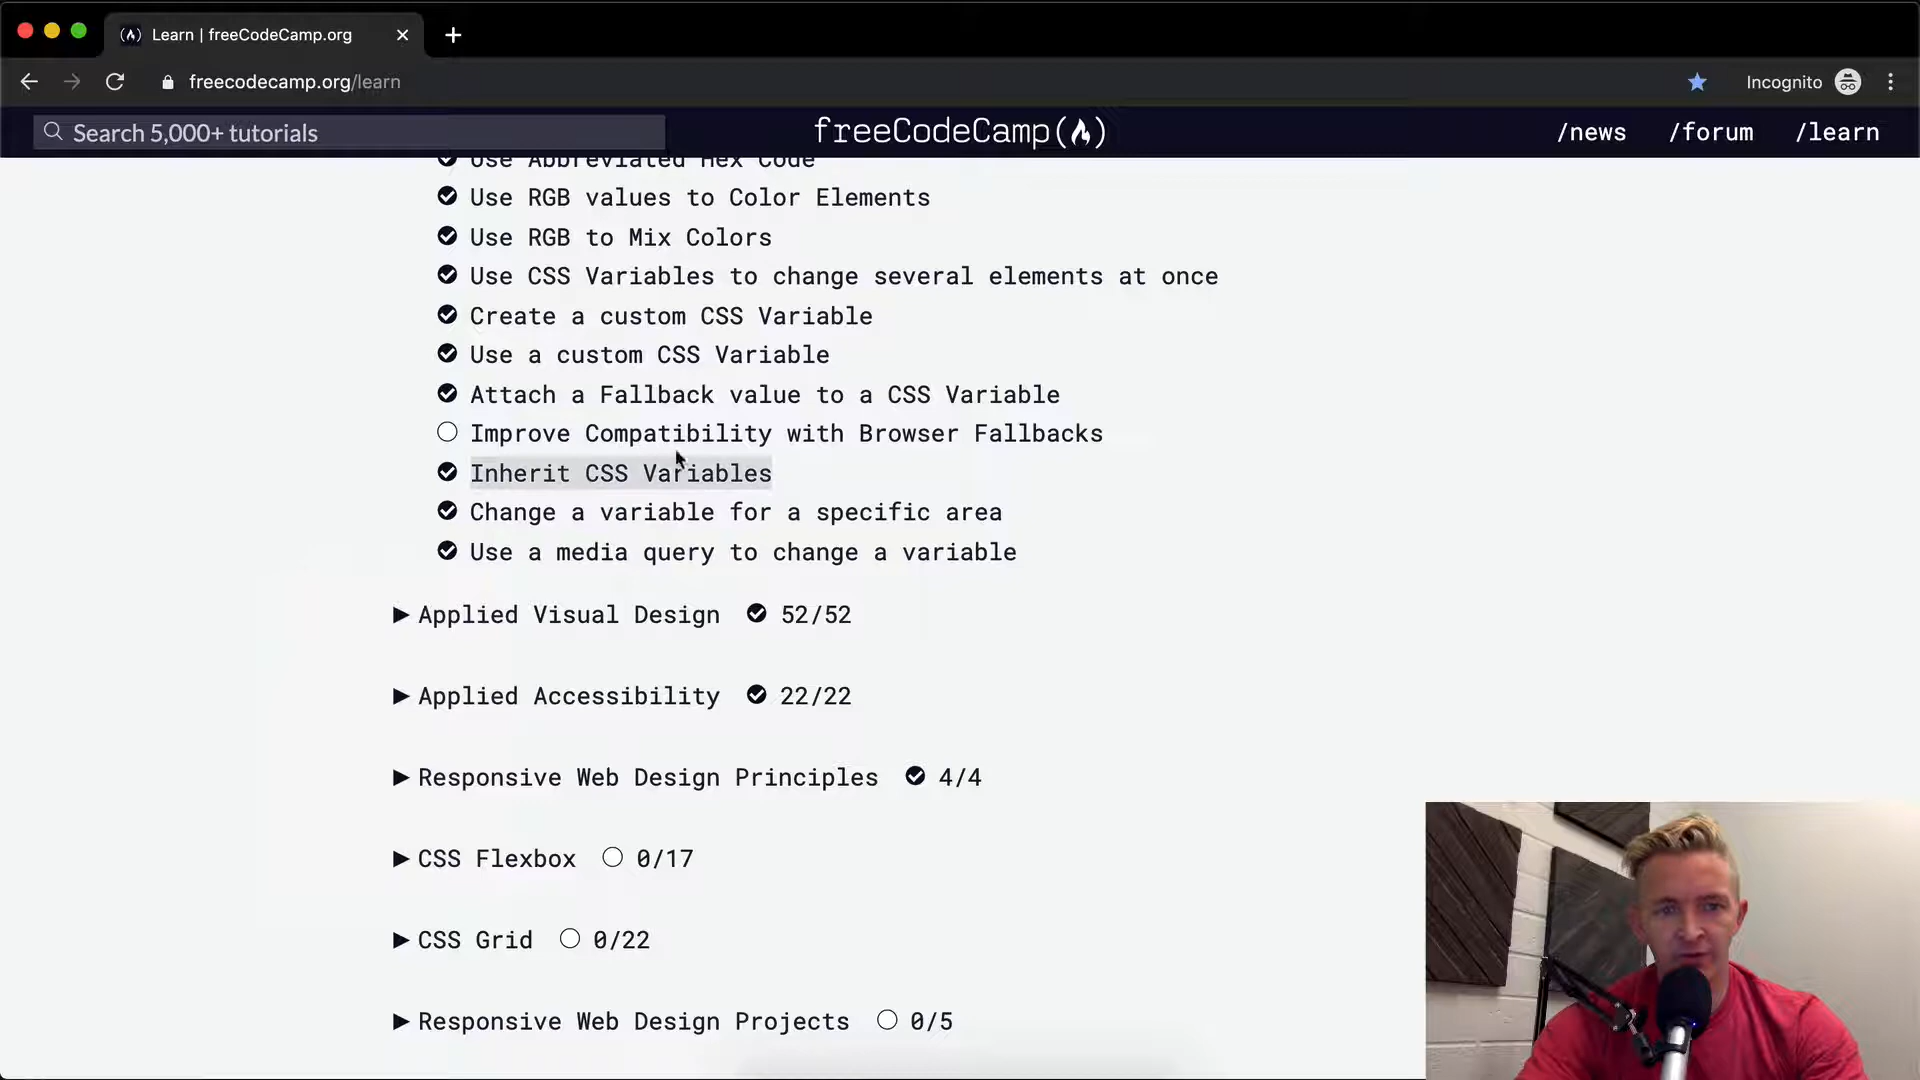 Learn | freeCodeCamp.org
freecodecamp.org/learn
Incognito
Search 5,000+ tutorials
freeCodeCamp
/news
/forum
/learn
Use Abbreviated Hex Code
Use RGB values to Color Elements
Use RGB to Mix Colors
Use CSS Variables to change several elements at once
Create a custom CSS Variable
Use a custom CSS Variable
Attach a Fallback value to a CSS Variable
Improve Compatibility with Browser Fallbacks
Inherit CSS Variables
Change a variable for a specific area
Use a media query to change a variable
Applied Visual Design 52/52
Applied Accessibility 22/22
Responsive Web Design Principles 4/4
CSS Flexbox 0/17
CSS Grid 0/22
Responsive Web Design Projects 0/5